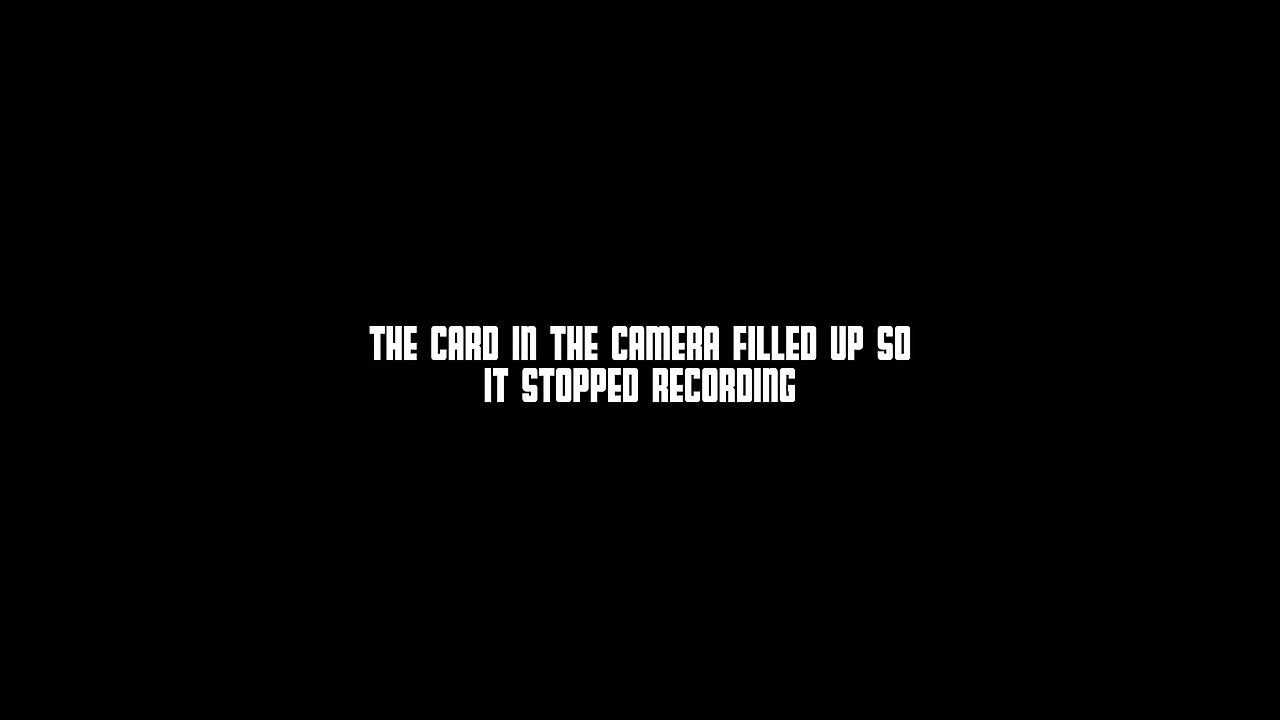 THE CARD IN THE CAMERA FILLED UP SO
IT STOPPED RECORDING